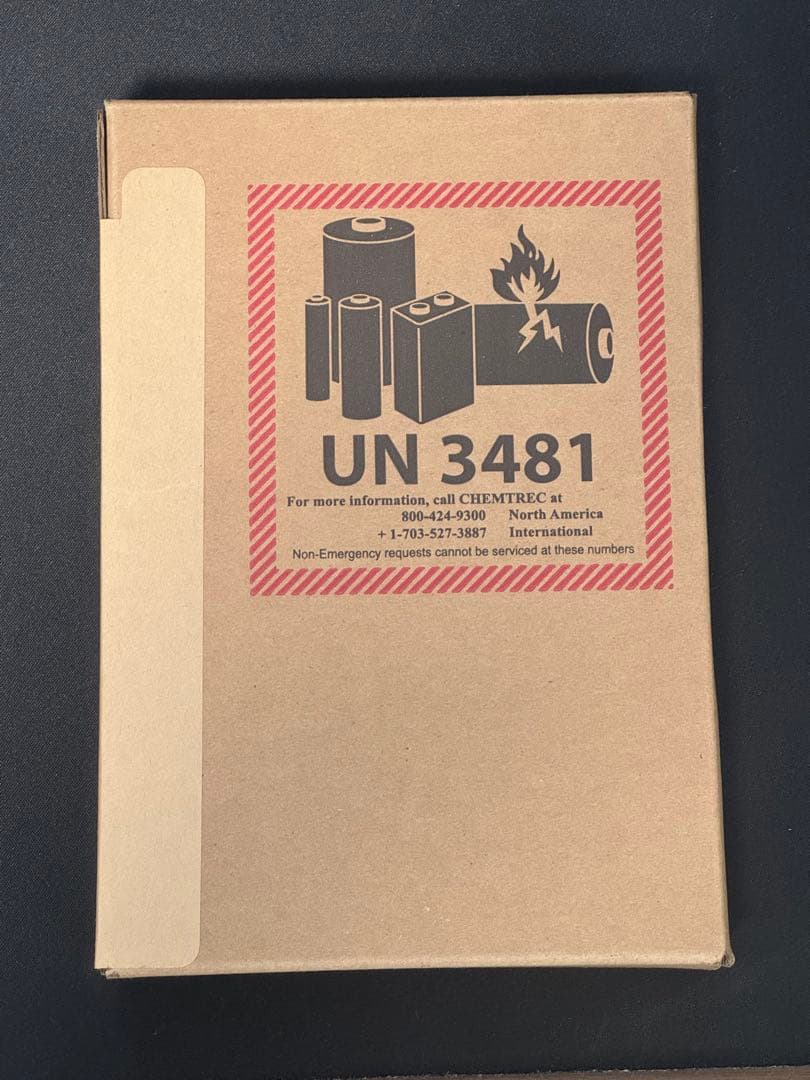 UN 3481
For more information, call CHEMTREC at
800-424-9300 North America
+ 1-703-527-3887 International
Non-Emergency requests cannot be serviced at these numbers